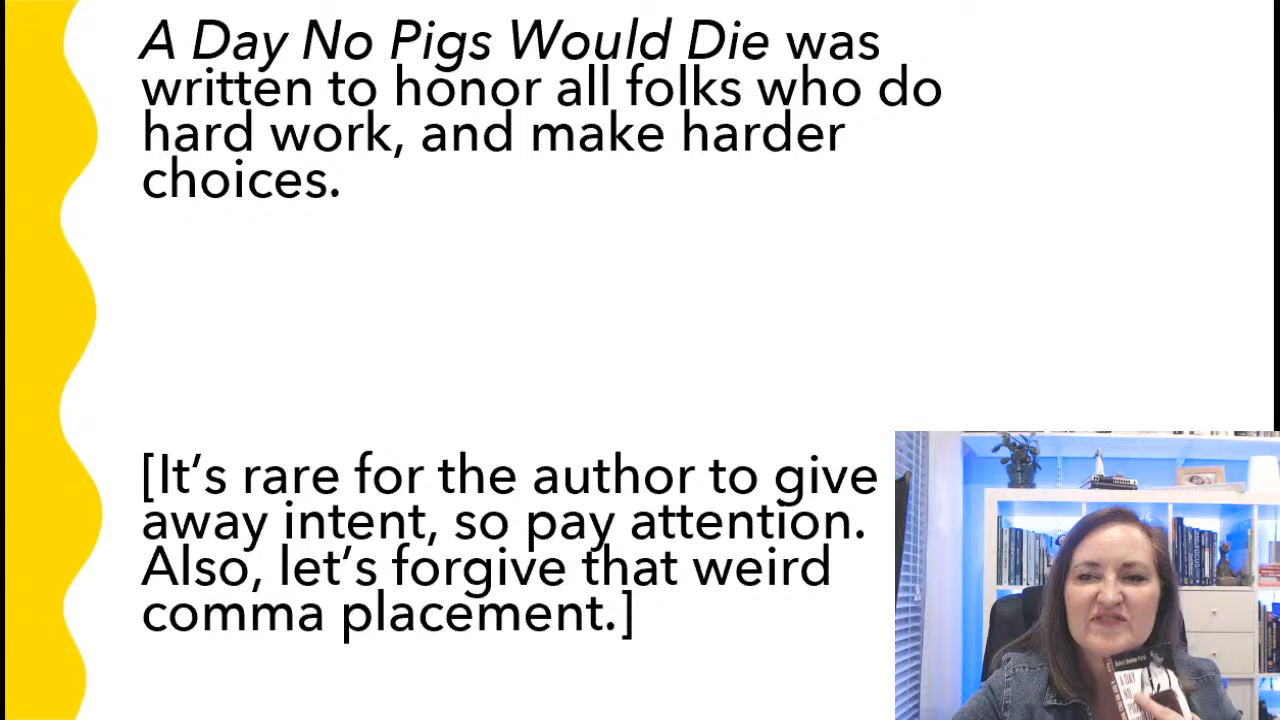 A Day No Pigs Would Die was
written to honor all folks who do
hard work, and make harder
choices.
[It’s rare for the author to give
away intent, so pay attention.
Also, let’s forgive that weird
comma placement.]
A DAY
NO